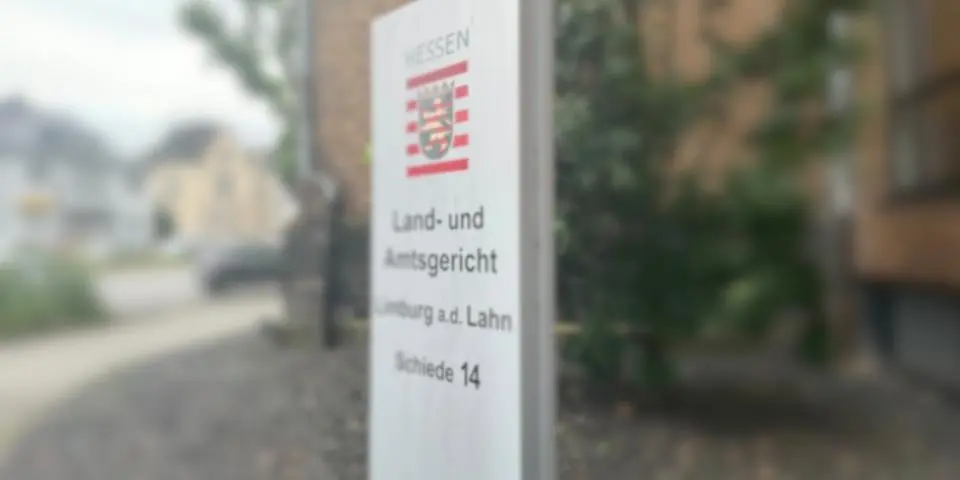 HESSEN
Land- und
Amtsgericht
Limburg a.d. Lahn
Schiede 14